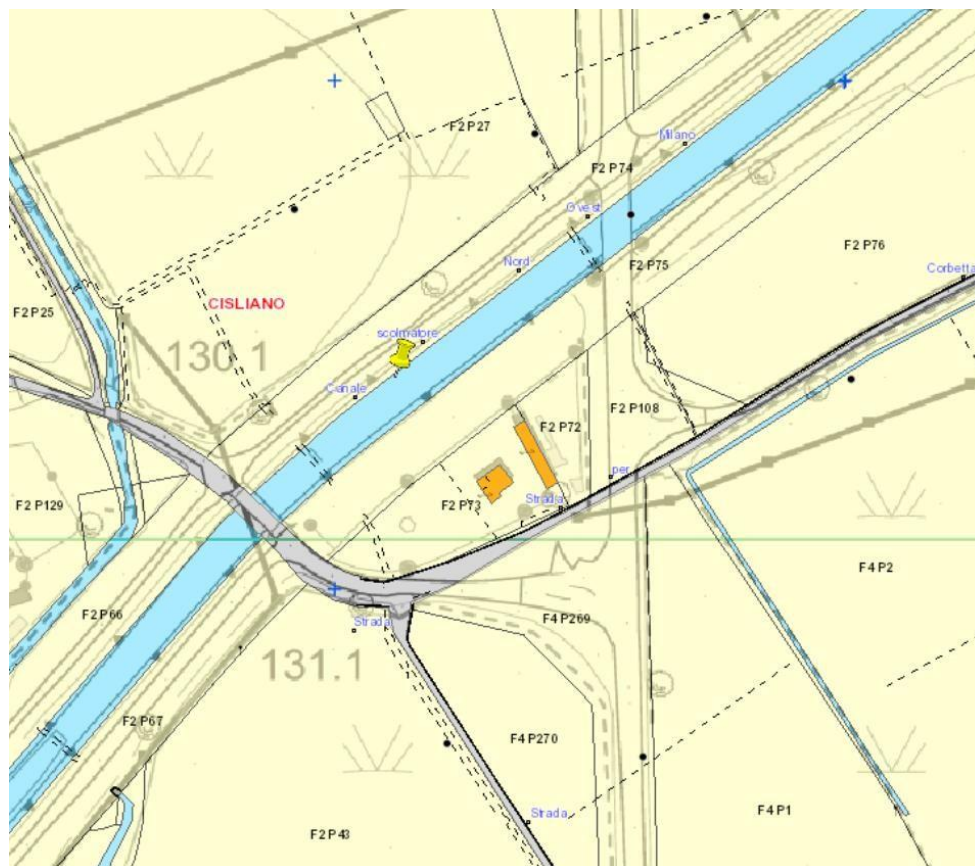 F2 P27
Milano
F2 P74
Ovest
F2 P76
F2 P75
Nord
Corbetta
CISLIANO
F2 P25
scolmatore
130.1
Canale
F2 P108
F2 P72
per
F2 P129
F2 P73
Strada
F4 P2
F2 P66
Strada
F4 P269
131.1
F2 P67
F4 P270
Strada
F4 P1
F2 P43